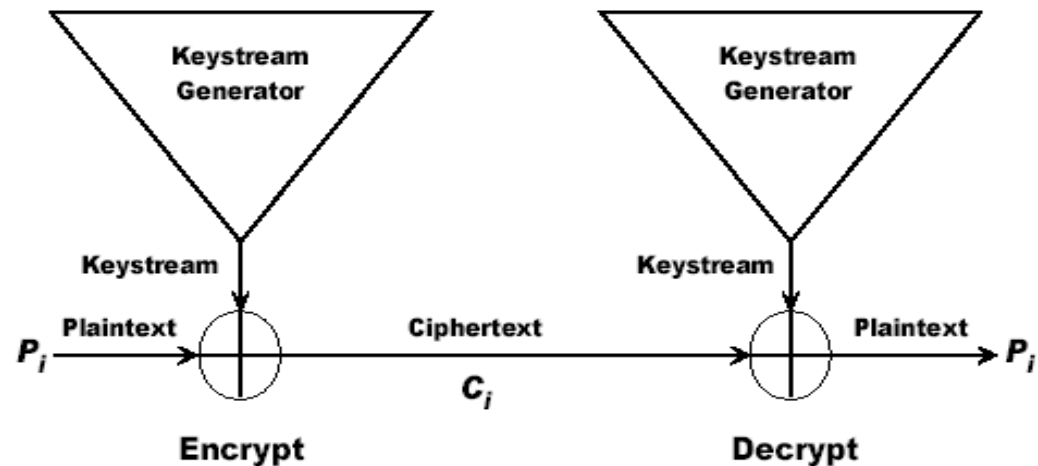 Keystream
Generator
Keystream
Generator
Keystream
Keystream
Plaintext
Ciphertext
Plaintext
Pi
Ci
Pi
Encrypt
Decrypt